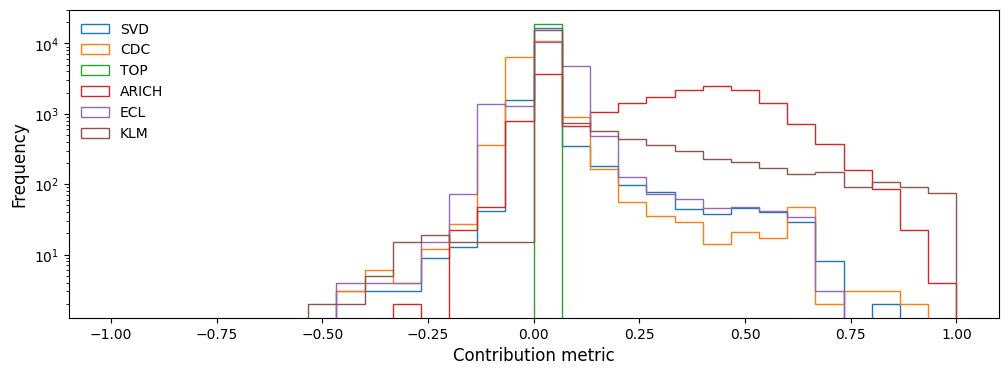 SVD
CDC
TOP
ARICH
ECL
KLM
Frequency
10⁴
10³
10²
10¹
−1.00 −0.75 −0.50 −0.25 0.00 0.25 0.50 0.75 1.00
Contribution metric